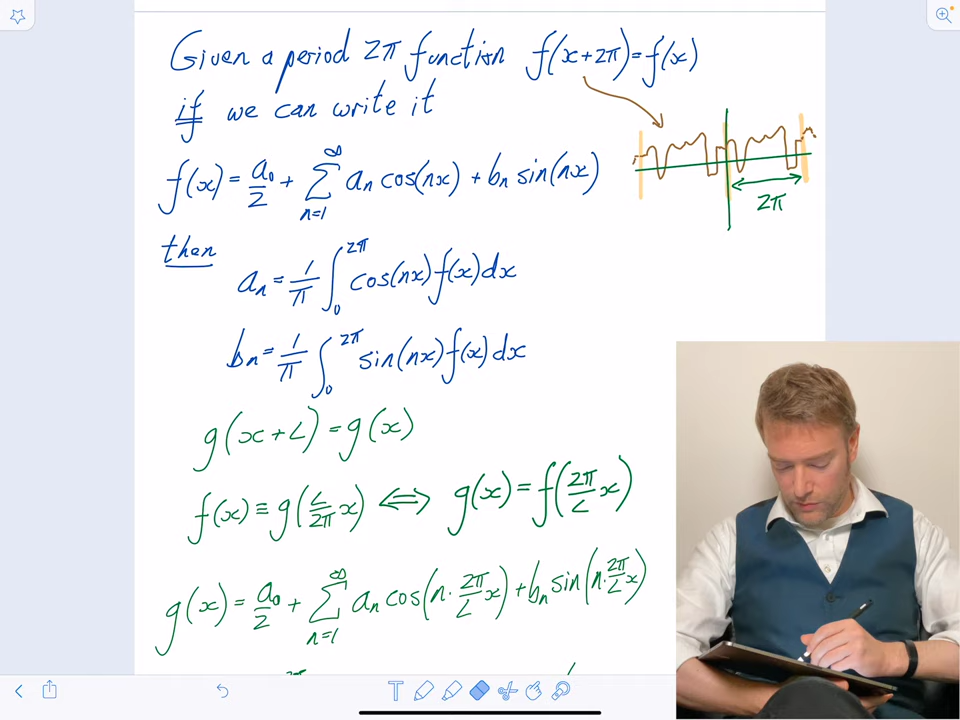 Given a period 2π function f(x+2π)=f(x)
if we can write it
f(x) = a₀/2 + ∑_{n=1}^{∞} aₙ cos(nx) + bₙ sin(nx)
2π
then
aₙ = 1/π ∫₀^{2π} cos(nx) f(x) dx
bₙ = 1/π ∫₀^{2π} sin(nx) f(x) dx
g(x+L) = g(x)
f(x) ≡ g(L/2π x) ⟺ g(x) = f(2π/L x)
g(x) = a₀/2 + ∑_{n=1}^{∞} aₙ cos(n·2π/L x) + bₙ sin(n·2π/L x)